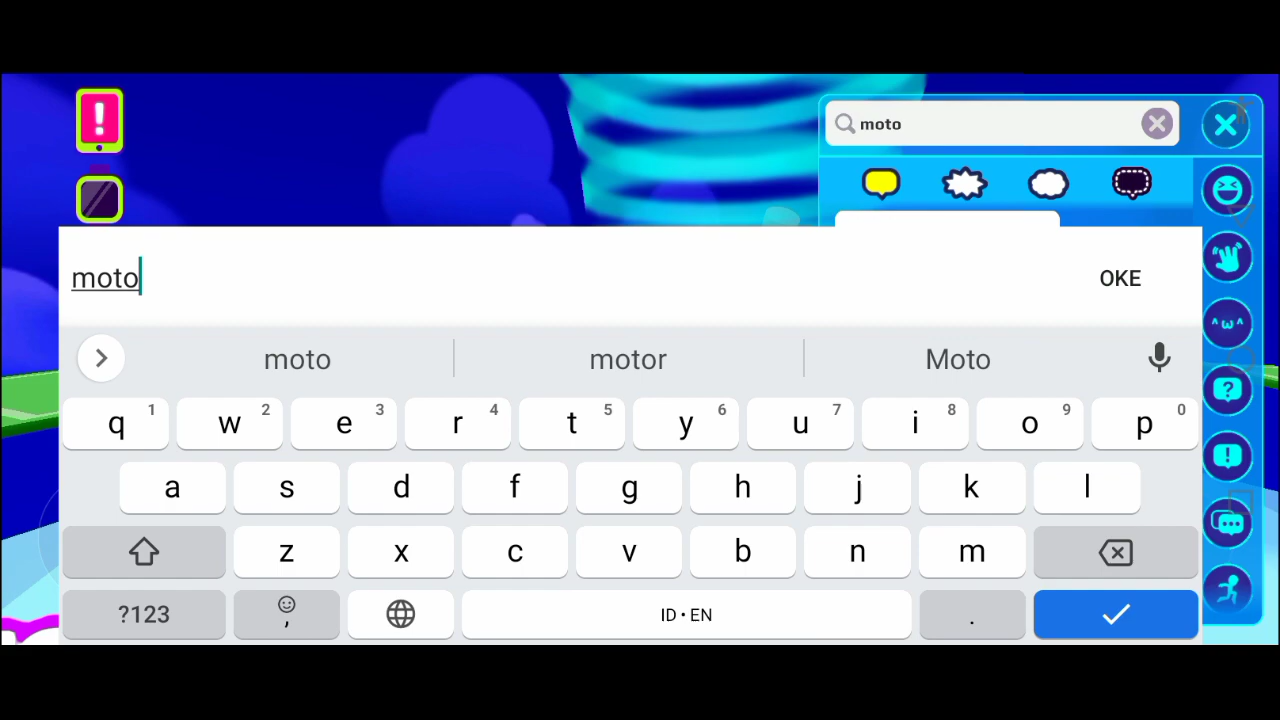 !
moto
moto
OKE
^ω^
moto motor Moto
?
q 1 w 2 e 3 r 4 t 5 y 6 u 7 i 8 o 9 p 0
!
a s d f g h j k l
z x c v b n m
?123 , ID • EN .